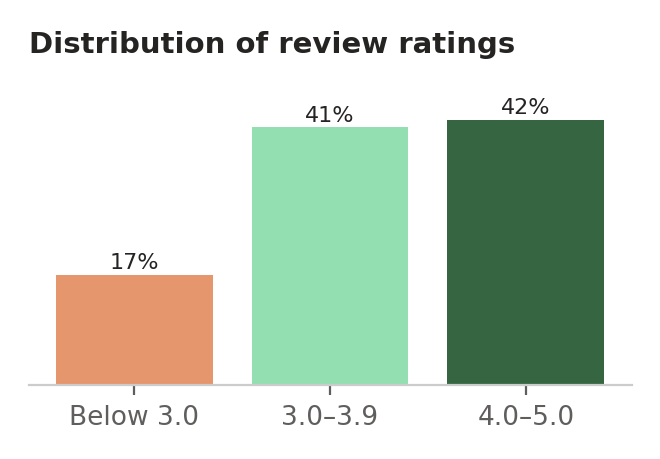 Distribution of review ratings
17%
41%
42%
Below 3.0
3.0–3.9
4.0–5.0